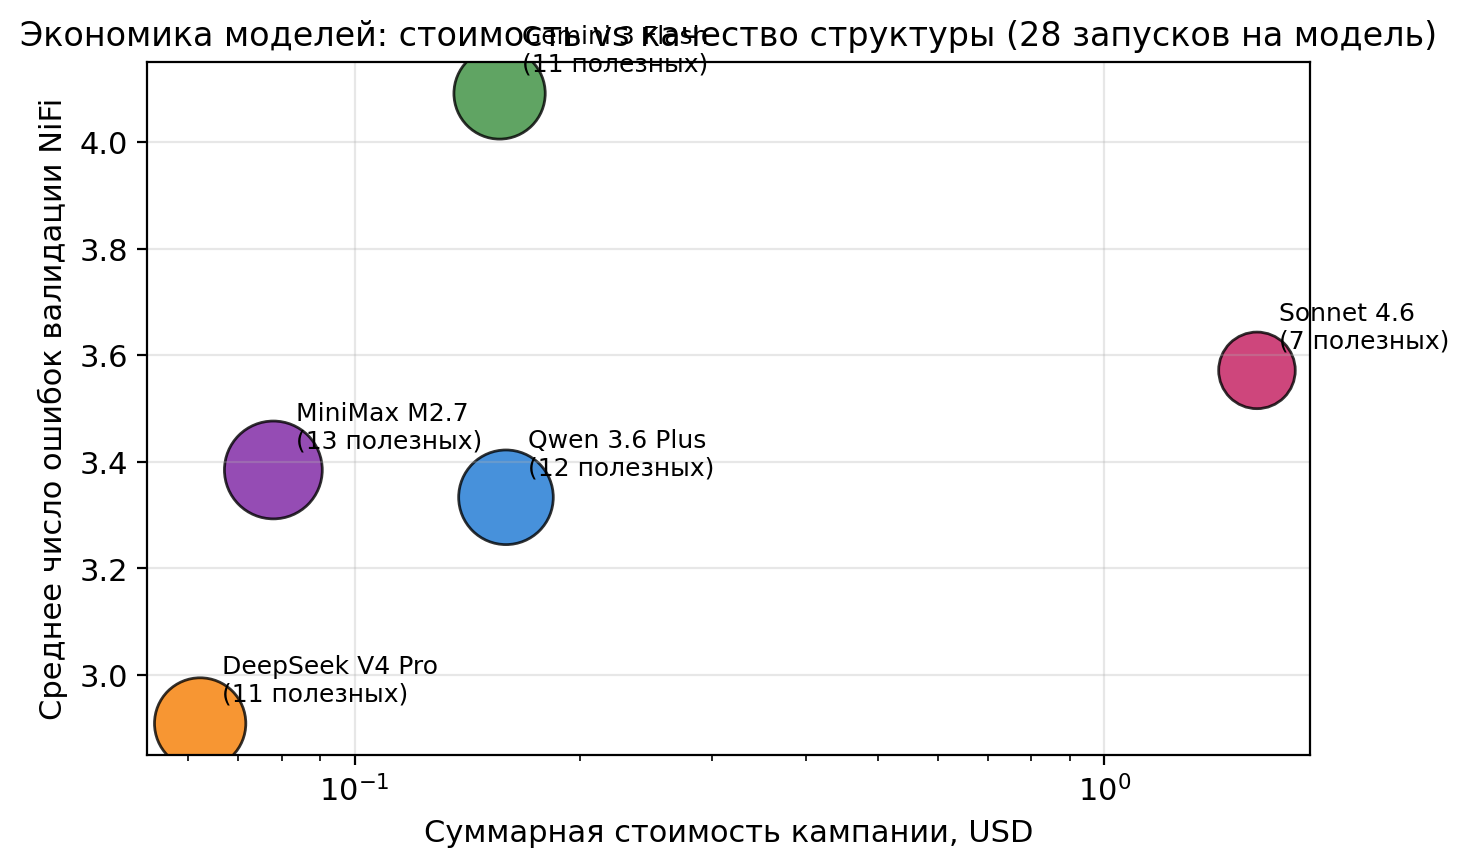 Экономика моделей: стоимость vs качество структуры (28 запусков на модель)
Gemini 3 Flash
(11 полезных)
Среднее число ошибок валидации NiFi
4.0
3.8
3.6
3.4
3.2
3.0
Sonnet 4.6
(7 полезных)
MiniMax M2.7
(13 полезных)
Qwen 3.6 Plus
(12 полезных)
DeepSeek V4 Pro
(11 полезных)
10⁻¹
10⁰
Суммарная стоимость кампании, USD